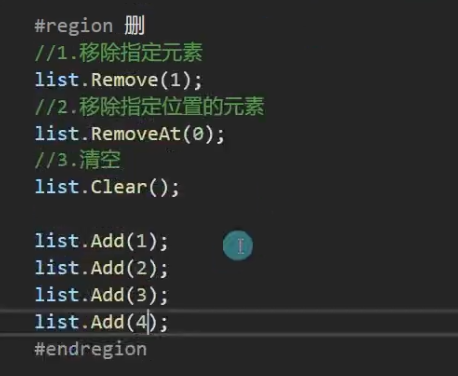 #region 删
//1.移除指定元素
list.Remove(1);
//2.移除指定位置的元素
list.RemoveAt(0);
//3.清空
list.Clear();
list.Add(1);
list.Add(2);
list.Add(3);
list.Add(4);
#endregion